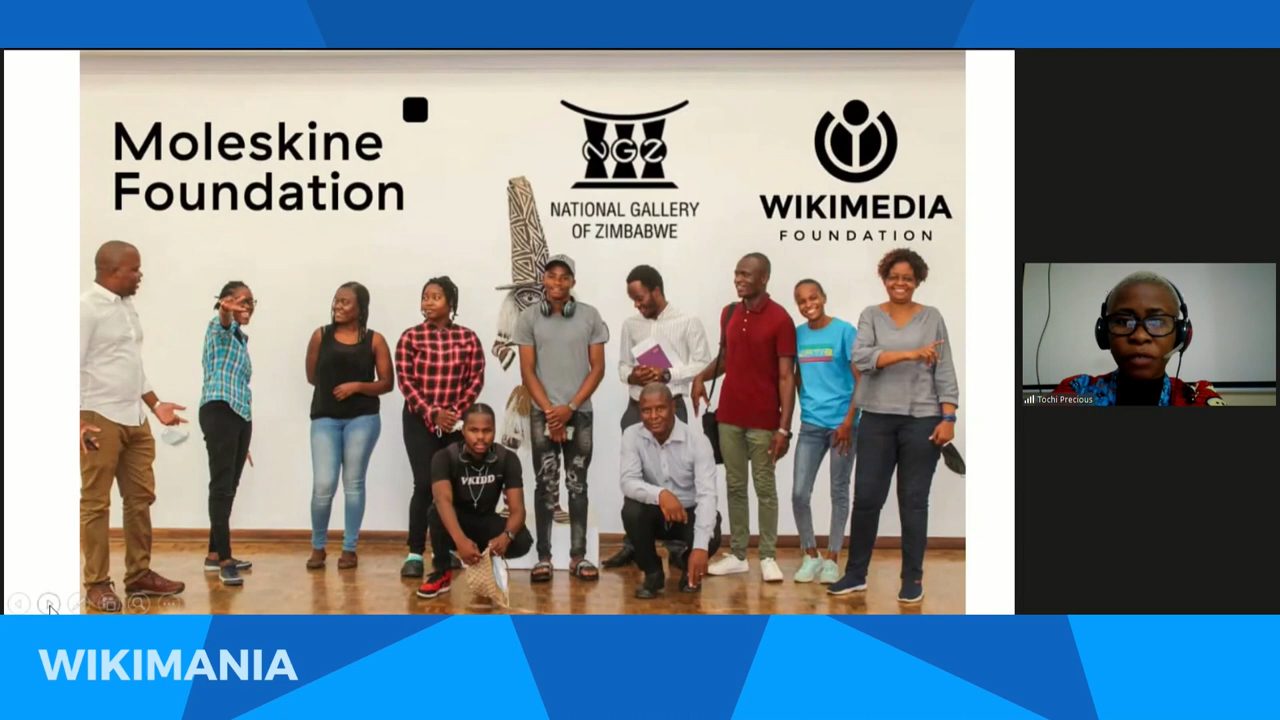 Moleskine
Foundation
NGZ
NATIONAL GALLERY
OF ZIMBABWE
WIKIMEDIA
FOUNDATION
VKIDD
Tochi Precious
WIKIMANIA